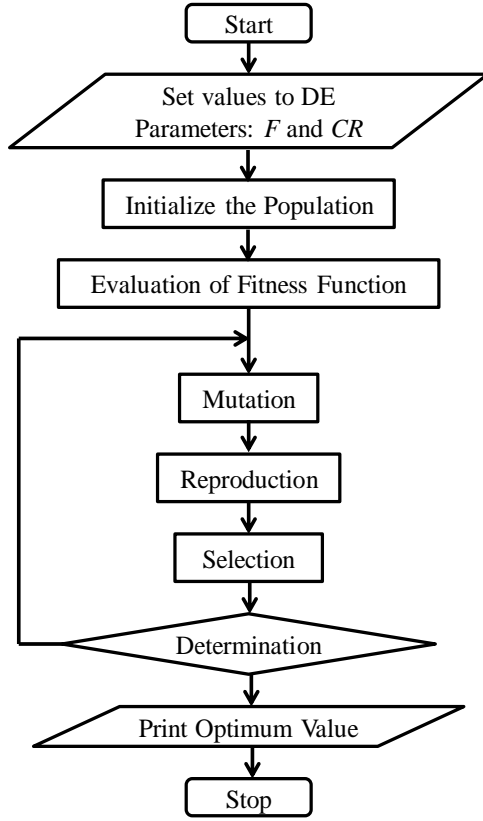 Start
Set values to DE
Parameters: F and CR
Initialize the Population
Evaluation of Fitness Function
Mutation
Reproduction
Selection
Determination
Print Optimum Value
Stop